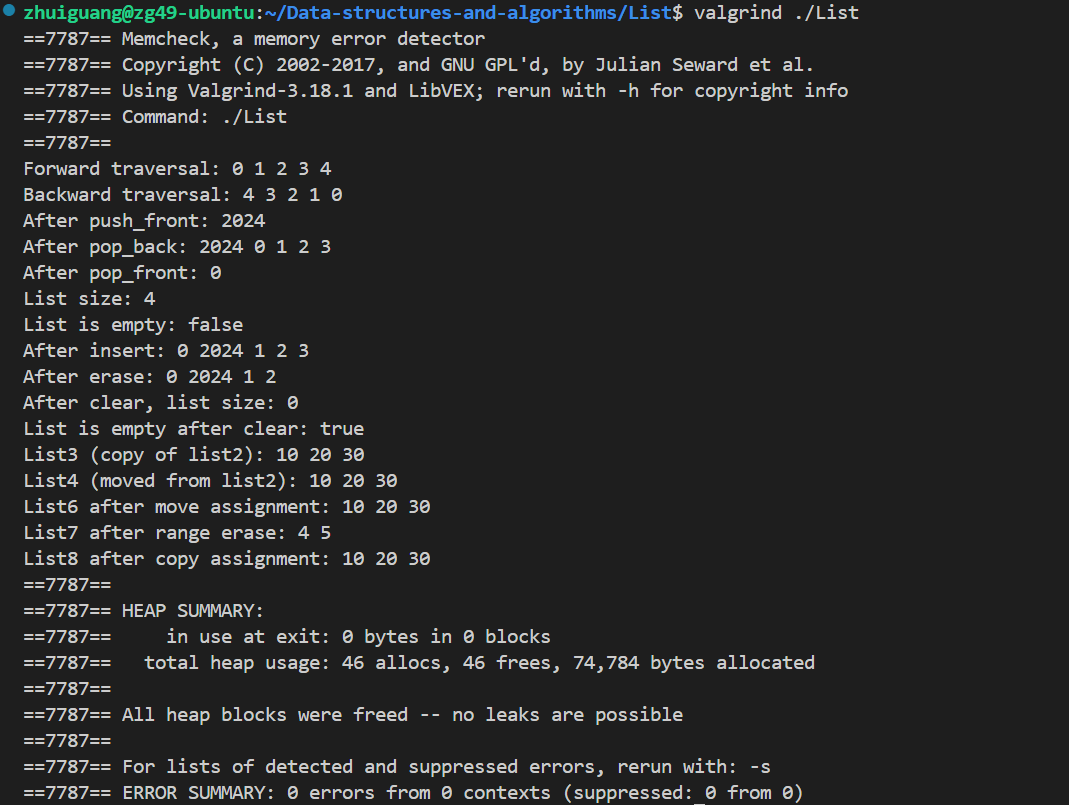 zhuiguang@zg49-ubuntu:~/Data-structures-and-algorithms/List$ valgrind ./List
==7787== Memcheck, a memory error detector
==7787== Copyright (C) 2002-2017, and GNU GPL'd, by Julian Seward et al.
==7787== Using Valgrind-3.18.1 and LibVEX; rerun with -h for copyright info
==7787== Command: ./List
==7787==
Forward traversal: 0 1 2 3 4
Backward traversal: 4 3 2 1 0
After push_front: 2024
After pop_back: 2024 0 1 2 3
After pop_front: 0
List size: 4
List is empty: false
After insert: 0 2024 1 2 3
After erase: 0 2024 1 2
After clear, list size: 0
List is empty after clear: true
List3 (copy of list2): 10 20 30
List4 (moved from list2): 10 20 30
List6 after move assignment: 10 20 30
List7 after range erase: 4 5
List8 after copy assignment: 10 20 30
==7787==
==7787== HEAP SUMMARY:
==7787==     in use at exit: 0 bytes in 0 blocks
==7787==   total heap usage: 46 allocs, 46 frees, 74,784 bytes allocated
==7787==
==7787== All heap blocks were freed -- no leaks are possible
==7787==
==7787== For lists of detected and suppressed errors, rerun with: -s
==7787== ERROR SUMMARY: 0 errors from 0 contexts (suppressed: 0 from 0)